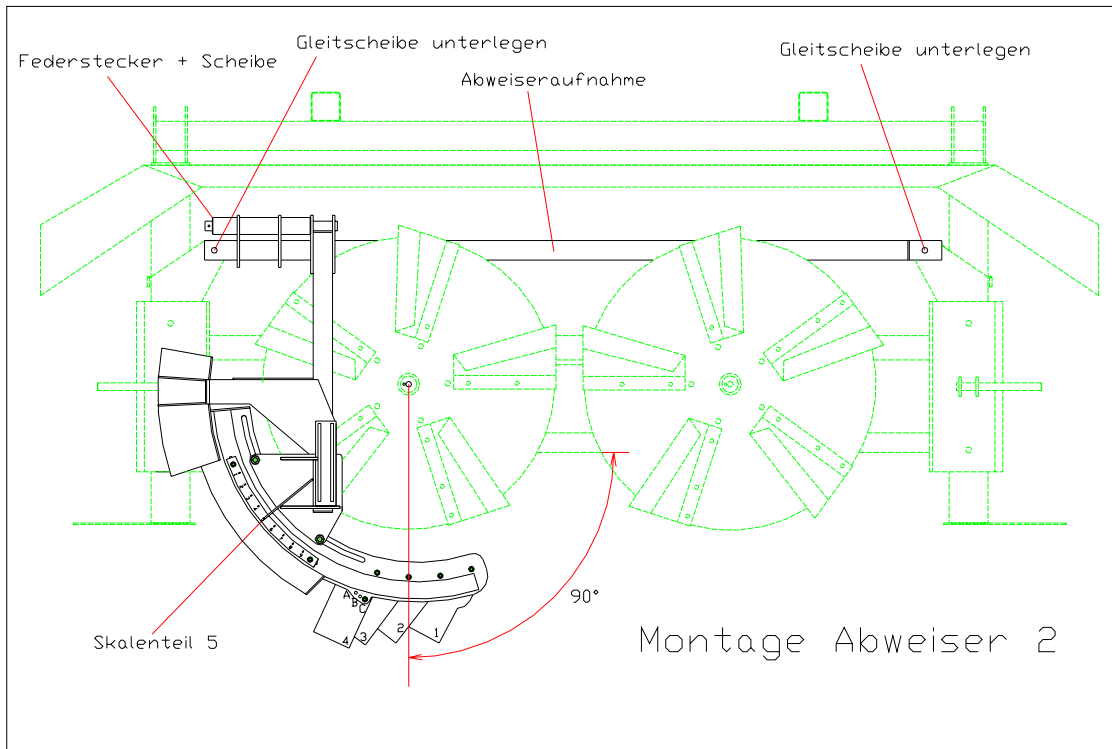 Gleitscheibe unterlegen
Gleitscheibe unterlegen
Federstecker + Scheibe
Abweiseraufnahme
A
B
C
4
3
2
1
90°
Skalenteil 5
Montage Abweiser 2